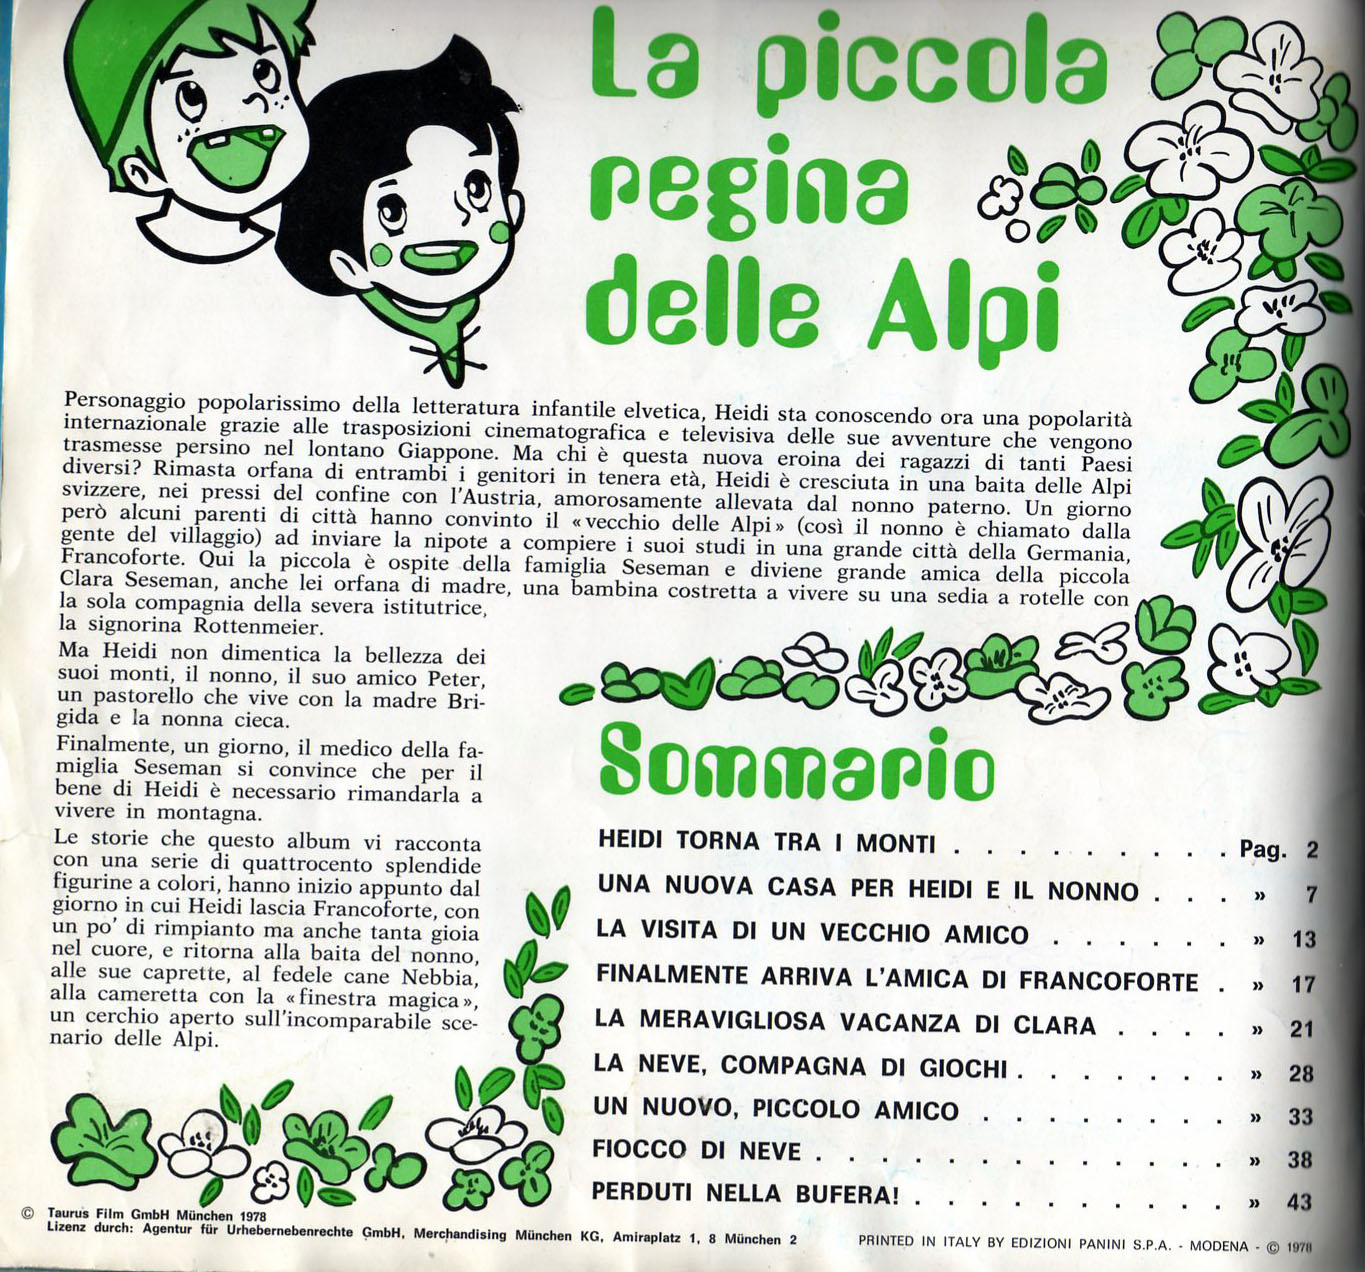 La piccola
regina
delle Alpi
Personaggio popolarissimo della letteratura infantile elvetica, Heidi sta conoscendo ora una popolarità
internazionale grazie alle trasposizioni cinematografica e televisiva delle sue avventure che vengono
trasmesse persino nel lontano Giappone. Ma chi è questa nuova eroina dei ragazzi di tanti Paesi
diversi? Rimasta orfana di entrambi i genitori in tenera età, Heidi è cresciuta in una baita delle Alpi
svizzere, nei pressi del confine con l'Austria, amorosamente allevata dal nonno paterno. Un giorno
però alcuni parenti di città hanno convinto il «vecchio delle Alpi» (così il nonno è chiamato dalla
gente del villaggio) ad inviare la nipote a compiere i suoi studi in una grande città della Germania,
Francoforte. Qui la piccola è ospite della famiglia Seseman e diviene grande amica della piccola
Clara Seseman, anche lei orfana di madre, una bambina costretta a vivere su una sedia a rotelle con
la sola compagnia della severa istitutrice,
la signorina Rottenmeier.
Ma Heidi non dimentica la bellezza dei
suoi monti, il nonno, il suo amico Peter,
un pastorello che vive con la madre Bri-
gida e la nonna cieca.
Finalmente, un giorno, il medico della fa-
miglia Seseman si convince che per il
bene di Heidi è necessario rimandarla a
vivere in montagna.
Le storie che questo album vi racconta
con una serie di quattrocento splendide
figurine a colori, hanno inizio appunto dal
giorno in cui Heidi lascia Francoforte, con
un po' di rimpianto ma anche tanta gioia
nel cuore, e ritorna alla baita del nonno,
alle sue caprette, al fedele cane Nebbia,
alla cameretta con la «finestra magica»,
un cerchio aperto sull'incomparabile sce-
nario delle Alpi.
Sommario
HEIDI TORNA TRA I MONTI . . . . . . . . . . Pag. 2
UNA NUOVA CASA PER HEIDI E IL NONNO . . . » 7
LA VISITA DI UN VECCHIO AMICO . . . . . . » 13
FINALMENTE ARRIVA L'AMICA DI FRANCOFORTE . » 17
LA MERAVIGLIOSA VACANZA DI CLARA . . . . » 21
LA NEVE, COMPAGNA DI GIOCHI . . . . . . . » 28
UN NUOVO, PICCOLO AMICO . . . . . . . . » 33
FIOCCO DI NEVE . . . . . . . . . . . . . » 38
PERDUTI NELLA BUFERA! . . . . . . . . . . » 43
© Taurus Film GmbH München 1978
Lizenz durch: Agentur für Urhebernebenrechte GmbH, Merchandising München KG, Amiraplatz 1, 8 München 2
PRINTED IN ITALY BY EDIZIONI PANINI S.P.A. - MODENA - © 1978